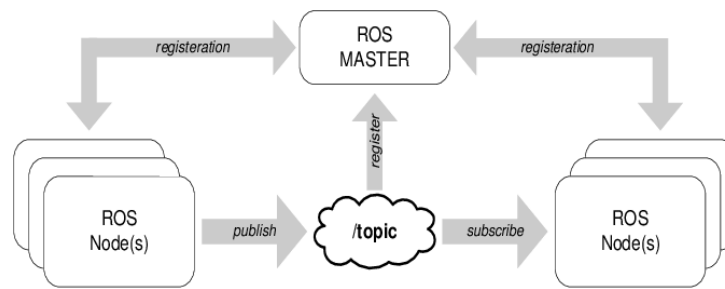 registeration
ROS
MASTER
registeration
register
ROS
Node(s)
publish
/topic
subscribe
ROS
Node(s)